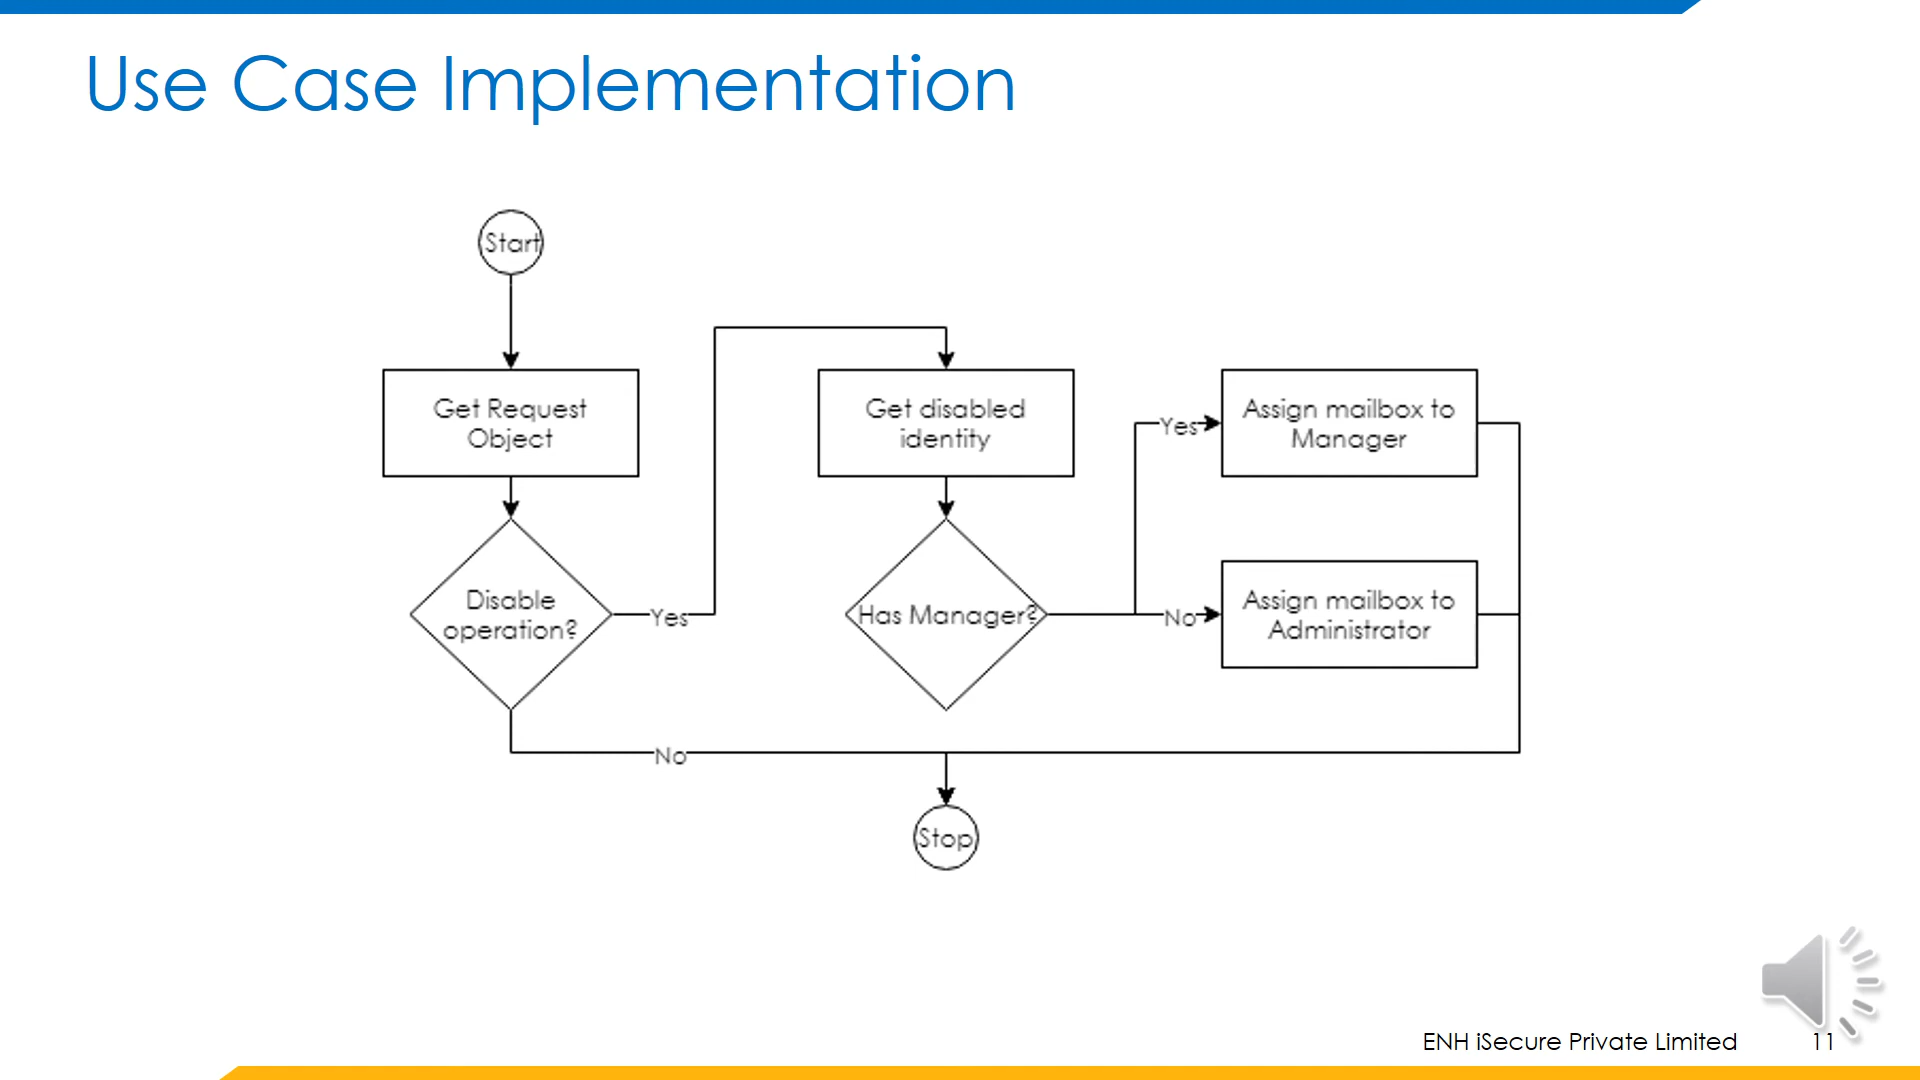 Use Case Implementation
Start
Get Request
Object
Disable
operation?
Yes
No
Get disabled
identity
Has Manager?
Yes
Assign mailbox to
Manager
No
Assign mailbox to
Administrator
Stop
ENH iSecure Private Limited
11